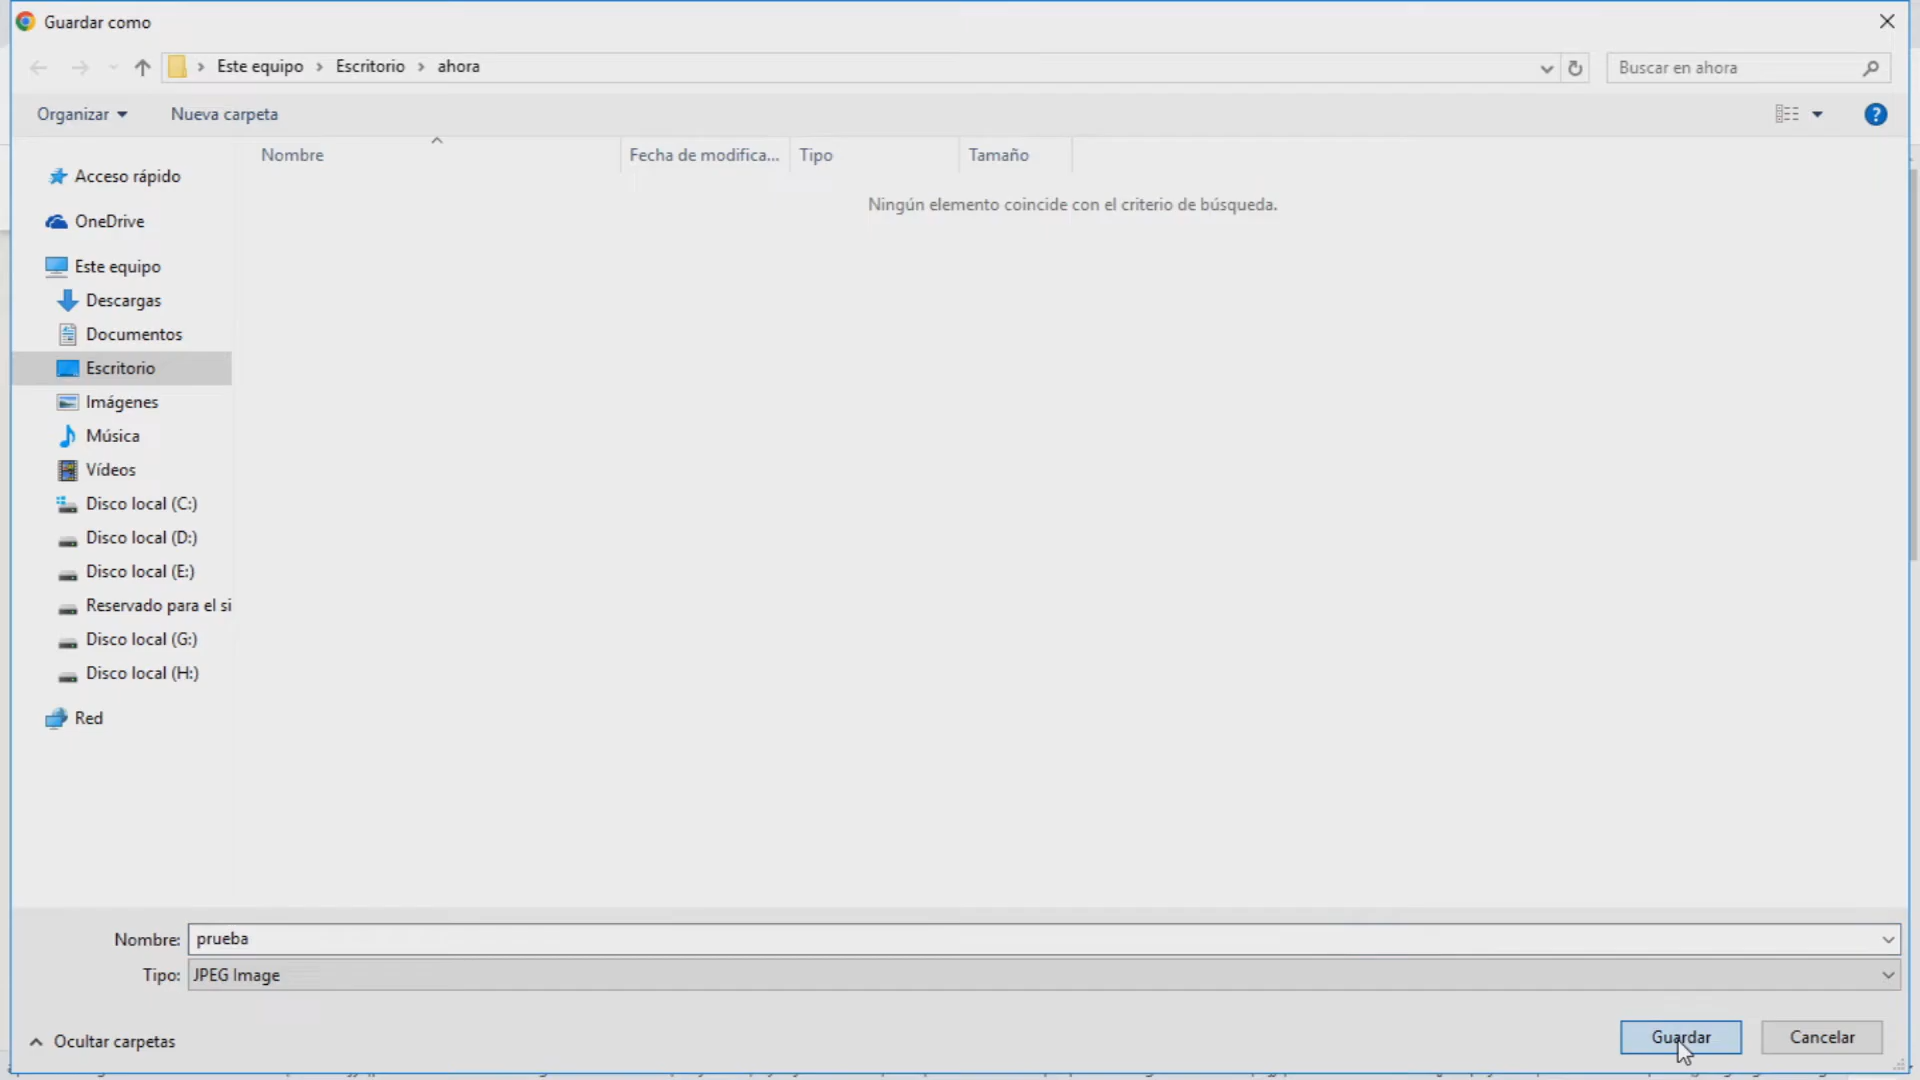 Guardar como
Este equipo
Escritorio
ahora
Buscar en ahora
Organizar
Nueva carpeta
?
Nombre
Fecha de modifica...
Tipo
Tamaño
Ningún elemento coincide con el criterio de búsqueda.
Acceso rápido
OneDrive
Este equipo
Descargas
Documentos
Escritorio
Imágenes
Música
Vídeos
Disco local (C:)
Disco local (D:)
Disco local (E:)
Reservado para el si
Disco local (G:)
Disco local (H:)
Red
Nombre: prueba
Tipo: JPEG Image
Ocultar carpetas
Guardar
Cancelar